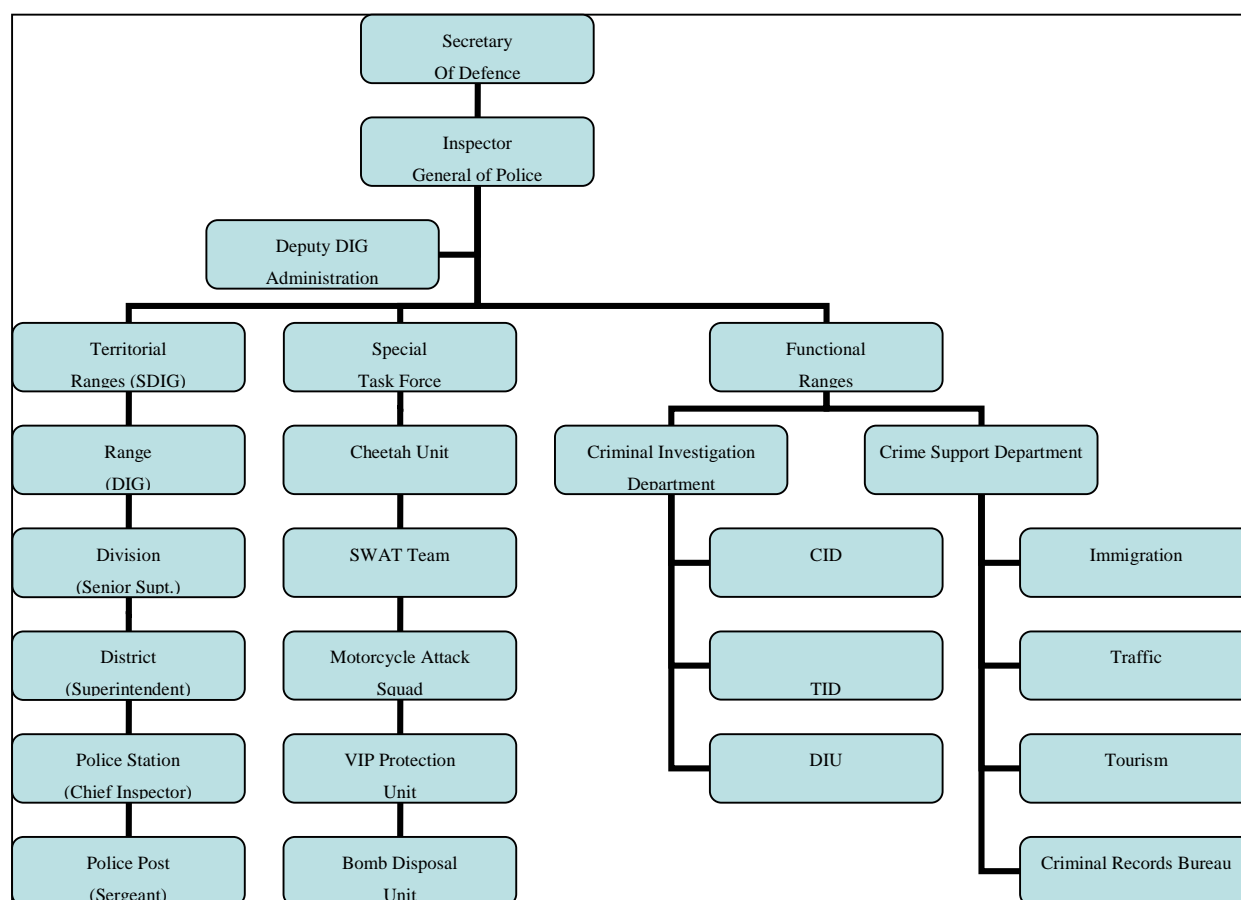 Secretary
Of Defence
Inspector
General of Police
Deputy DIG
Administration
Territorial
Ranges (SDIG)
Special
Task Force
Functional
Ranges
Range
(DIG)
Cheetah Unit
Criminal Investigation
Department
Crime Support Department
Division
(Senior Supt.)
SWAT Team
CID
Immigration
District
(Superintendent)
Motorcycle Attack
Squad
TID
Traffic
Police Station
(Chief Inspector)
VIP Protection
Unit
DIU
Tourism
Police Post
(Sergeant)
Bomb Disposal
Unit
Criminal Records Bureau